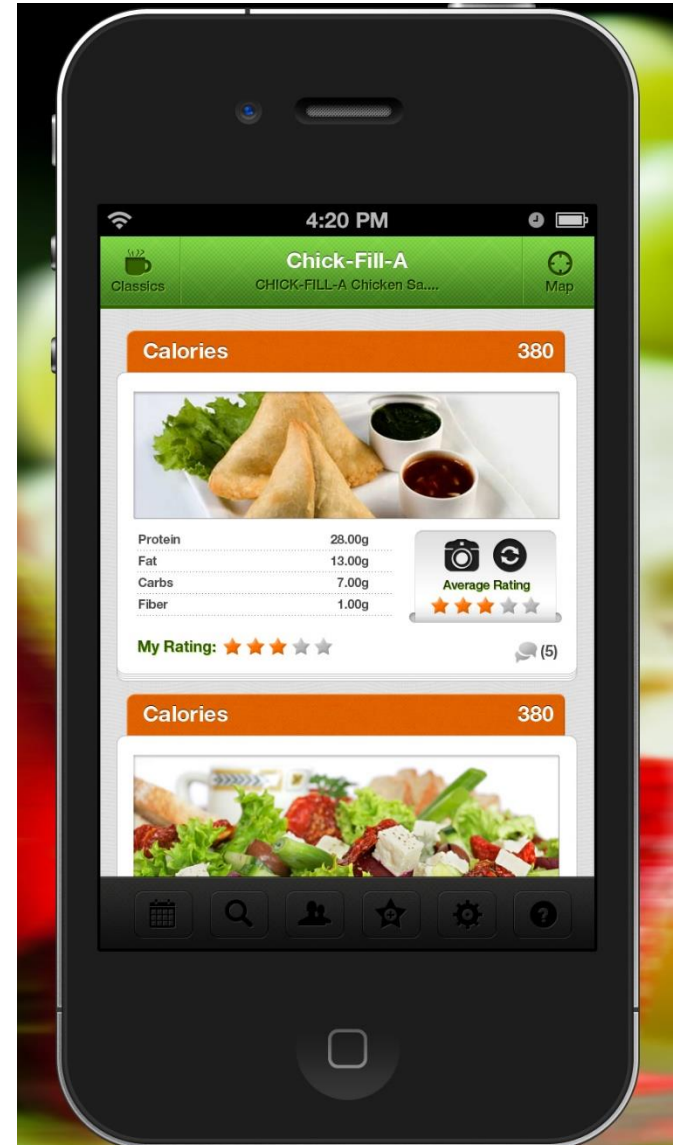 4:20 PM
Classics
Chick-Fill-A
CHICK-FILL-A Chicken Sa....
Map
Calories 380
Protein 28.00g
Fat 13.00g
Carbs 7.00g
Fiber 1.00g
Average Rating
My Rating:
(5)
Calories 380